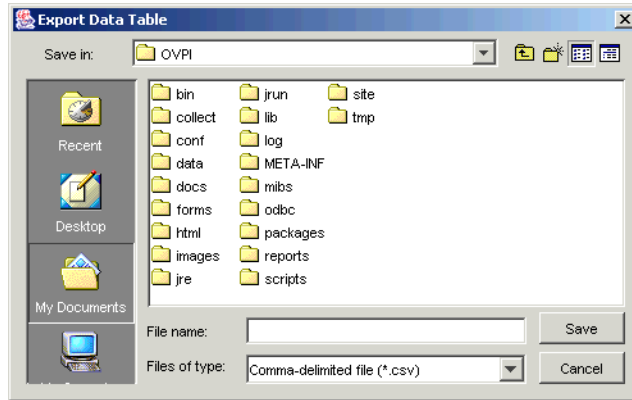 Export Data Table
Save in:
OVPI
Recent
Desktop
My Documents
bin
collect
conf
data
docs
forms
html
images
jre
jrun
lib
log
META-INF
mibs
odbc
packages
reports
scripts
site
tmp
File name:
Save
Files of type:
Comma-delimited file (*.csv)
Cancel